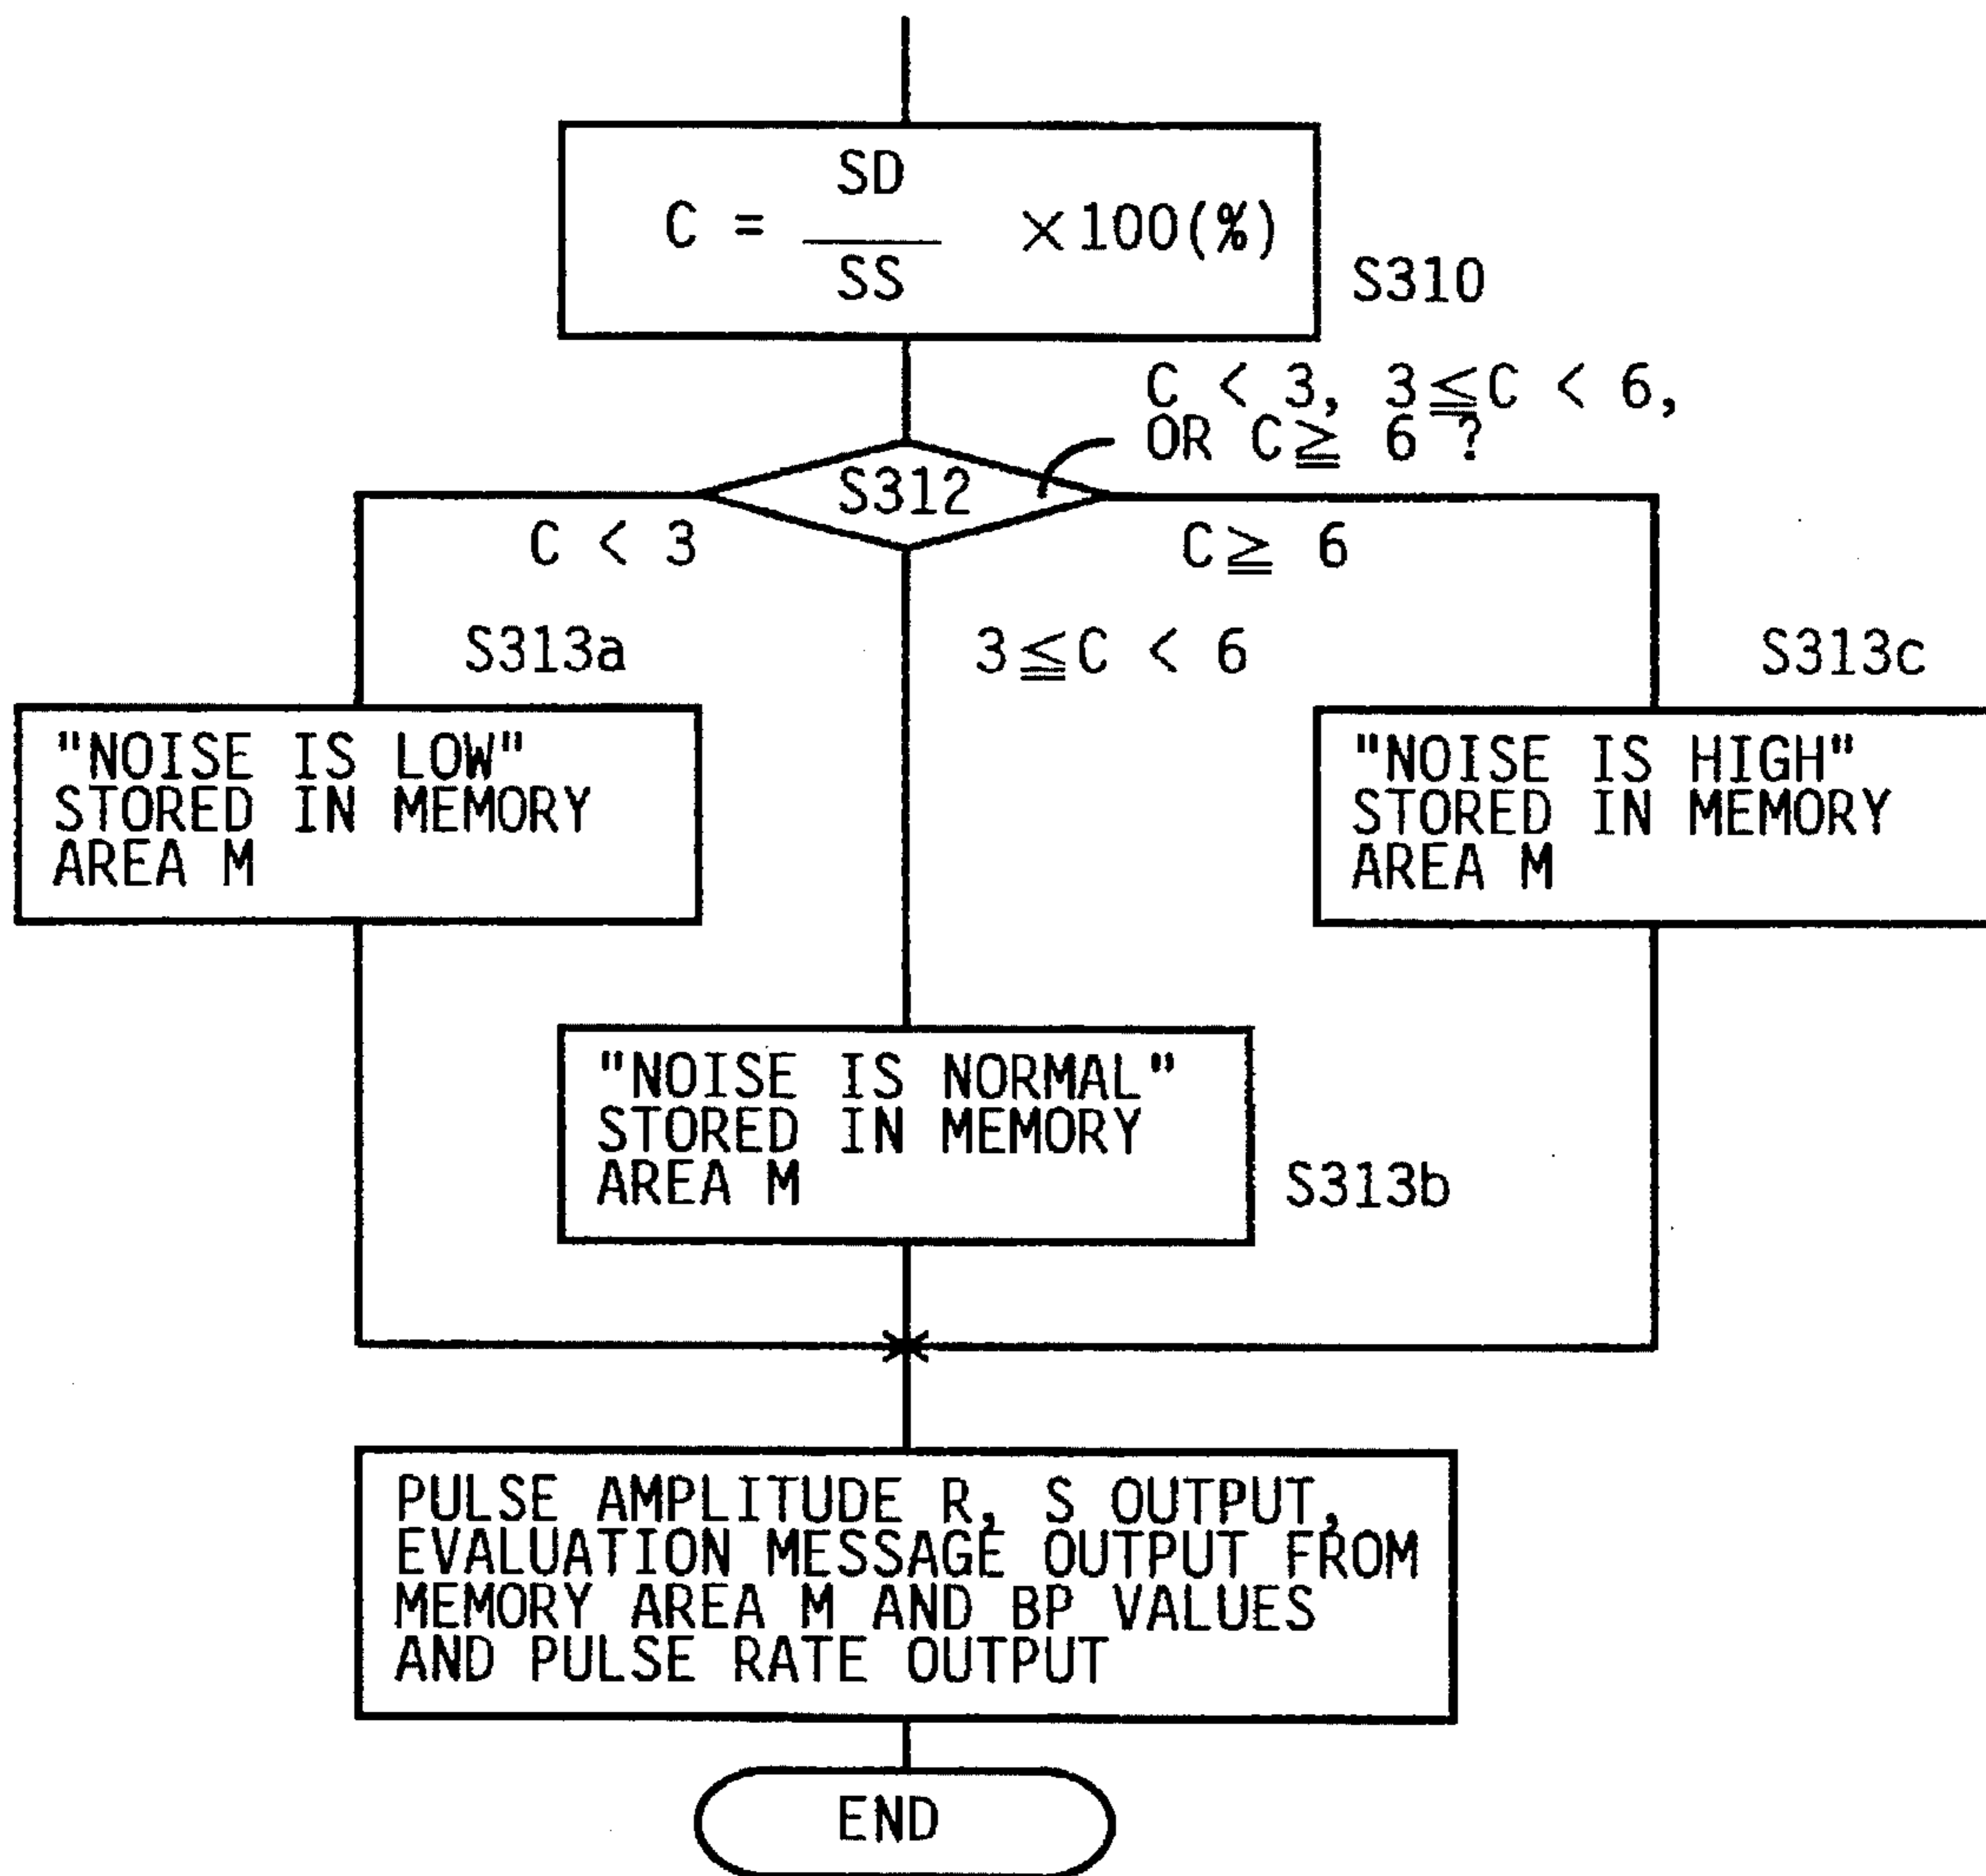 SD
C = ×100(%)
SS
S310
C < 3, 3≦C < 6,
OR C≧ 6 ?
S312
C < 3
C≧ 6
S313a
3≦C < 6
S313c
"NOISE IS LOW"
STORED IN MEMORY
AREA M
"NOISE IS HIGH"
STORED IN MEMORY
AREA M
"NOISE IS NORMAL"
STORED IN MEMORY
AREA M
S313b
PULSE AMPLITUDE R, S OUTPUT,
EVALUATION MESSAGE OUTPUT FROM
MEMORY AREA M AND BP VALUES
AND PULSE RATE OUTPUT
END